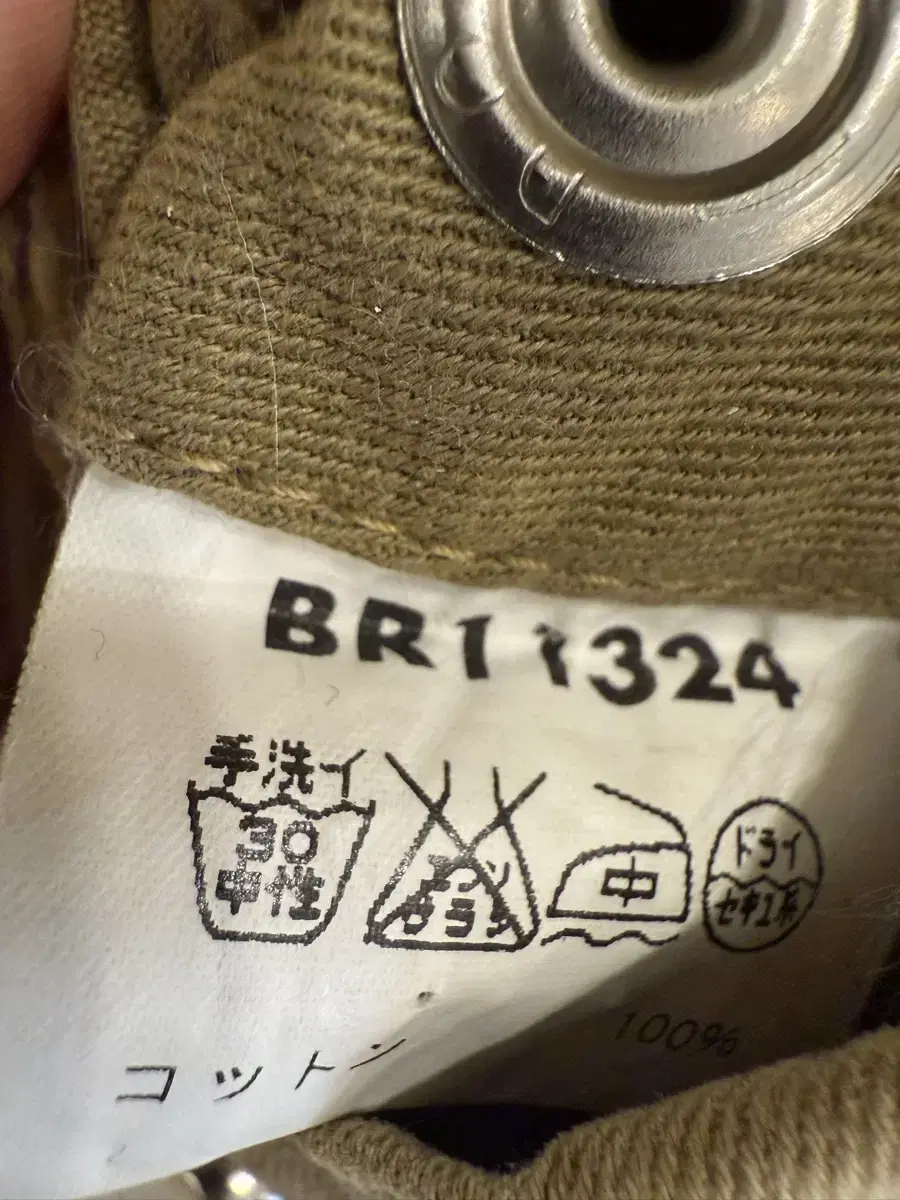 BR11324
手洗イ
30
中性
エンソ
サラシ
中
ドライ
セキユ系
コットン 100%